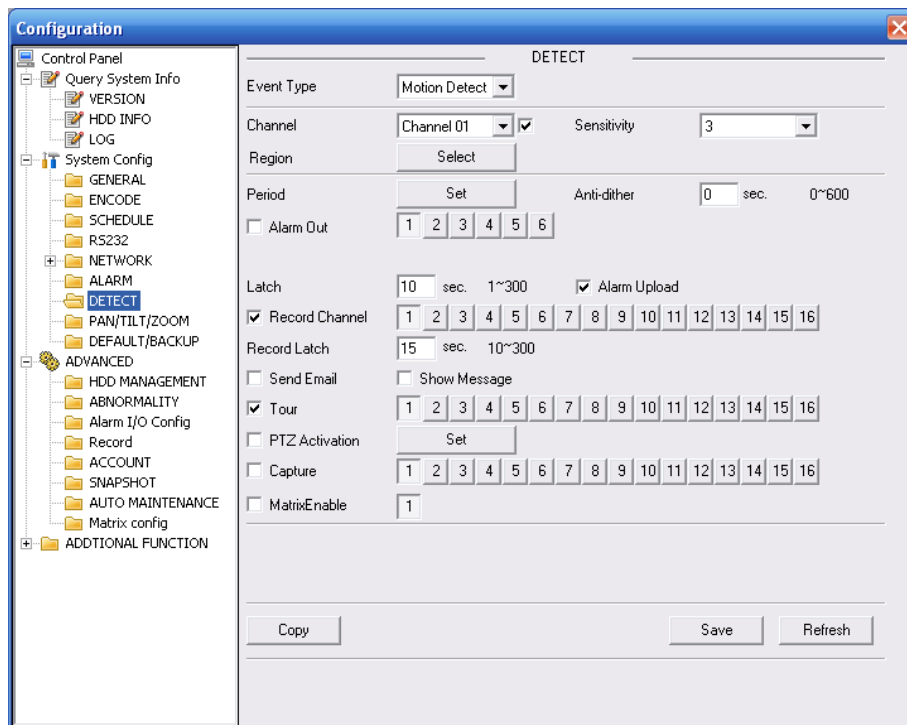 Configuration
Control Panel
Query System Info
VERSION
HDD INFO
LOG
System Config
GENERAL
ENCODE
SCHEDULE
RS232
NETWORK
ALARM
DETECT
PAN/TILT/ZOOM
DEFAULT/BACKUP
ADVANCED
HDD MANAGEMENT
ABNORMALITY
Alarm I/O Config
Record
ACCOUNT
SNAPSHOT
AUTO MAINTENANCE
Matrix config
ADDTIONAL FUNCTION
DETECT
Event Type Motion Detect
Channel Channel 01 Sensitivity 3
Region Select
Period Set Anti-dither 0 sec. 0~600
Alarm Out 1 2 3 4 5 6
Latch 10 sec. 1~300 Alarm Upload
Record Channel 1 2 3 4 5 6 7 8 9 10 11 12 13 14 15 16
Record Latch 15 sec. 10~300
Send Email Show Message
Tour 1 2 3 4 5 6 7 8 9 10 11 12 13 14 15 16
PTZ Activation Set
Capture 1 2 3 4 5 6 7 8 9 10 11 12 13 14 15 16
MatrixEnable 1
Copy Save Refresh